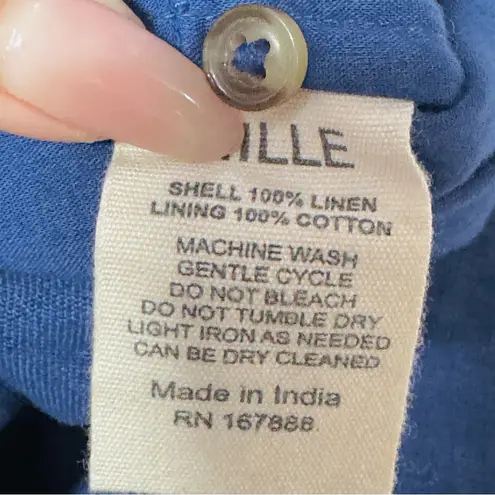 SHELL 100% LINEN
LINING 100% COTTON
MACHINE WASH
GENTLE CYCLE
DO NOT BLEACH
DO NOT TUMBLE DRY
LIGHT IRON AS NEEDED
CAN BE DRY CLEANED
Made in India
RN 167888